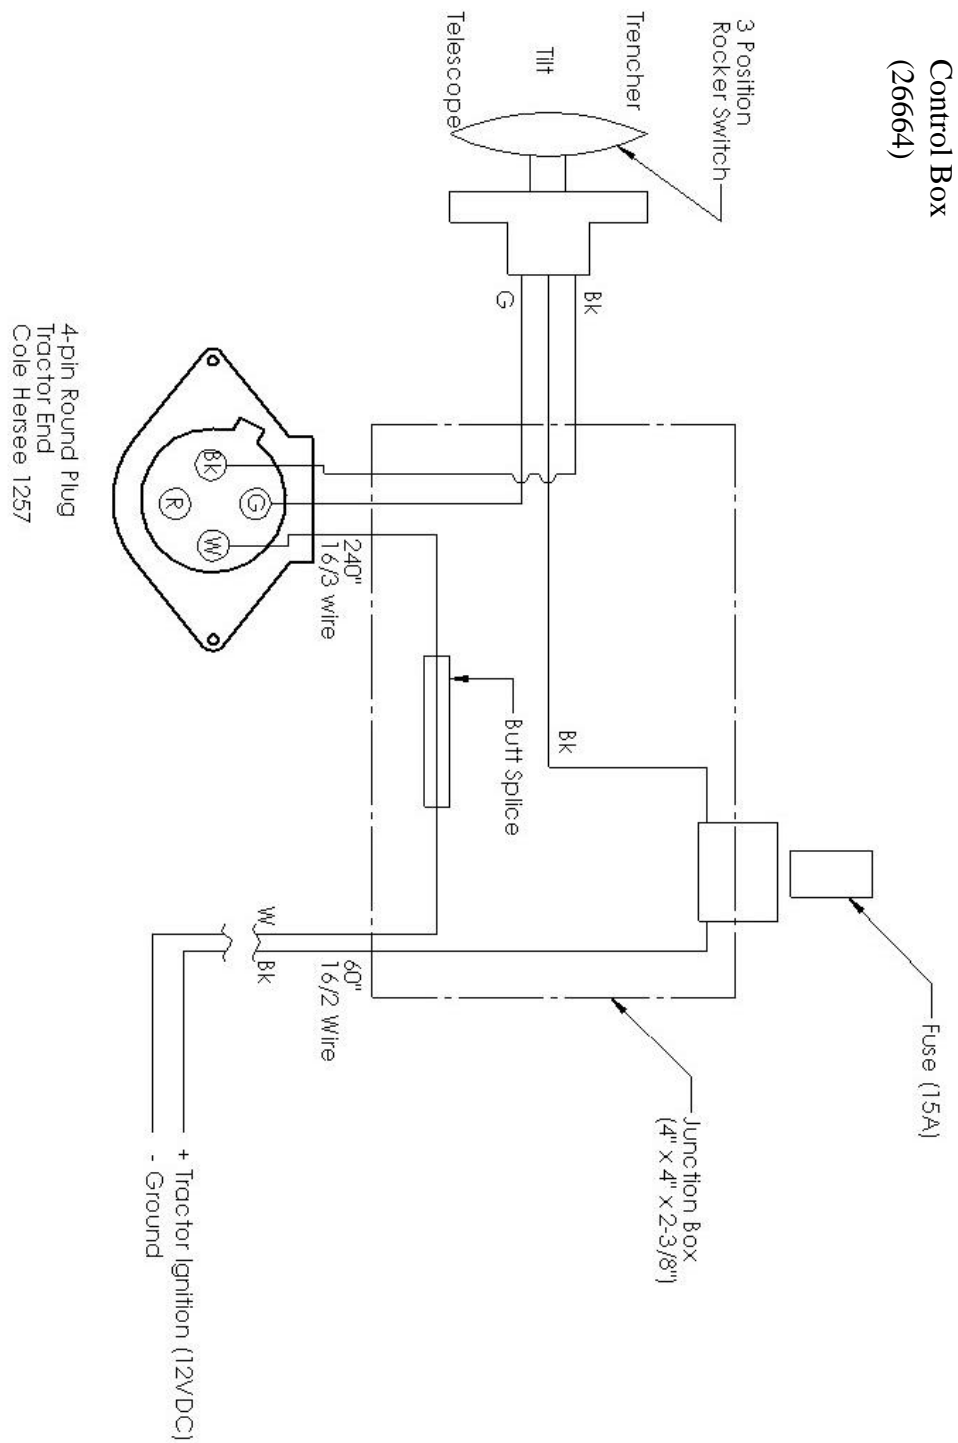 Control Box
(26664)
3 Position
Rocker Switch
Trencher
Tilt
Telescope
Bk
G
Fuse (15A)
Junction Box
(4" x 4" x 2-3/8")
Bk
Butt Splice
240"
16/3 wire
60"
16/2 Wire
W
Bk
Bk
G
R
W
4-pin Round Plug
Tractor End
Cole Hersee 1257
+ Tractor Ignition (12VDC)
- Ground